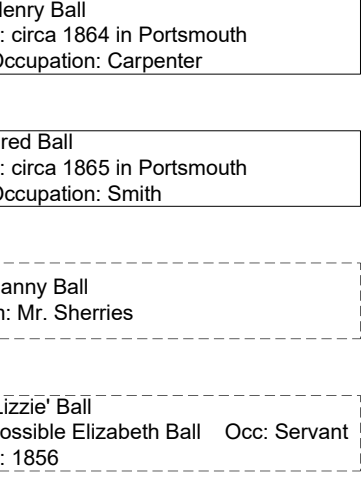 enry Ball
: circa 1864 in Portsmouth
Occupation: Carpenter
red Ball
: circa 1865 in Portsmouth
Occupation: Smith
anny Ball
: Mr. Sherries
Lizzie' Ball
ossible Elizabeth Ball Occ: Servant
: 1856